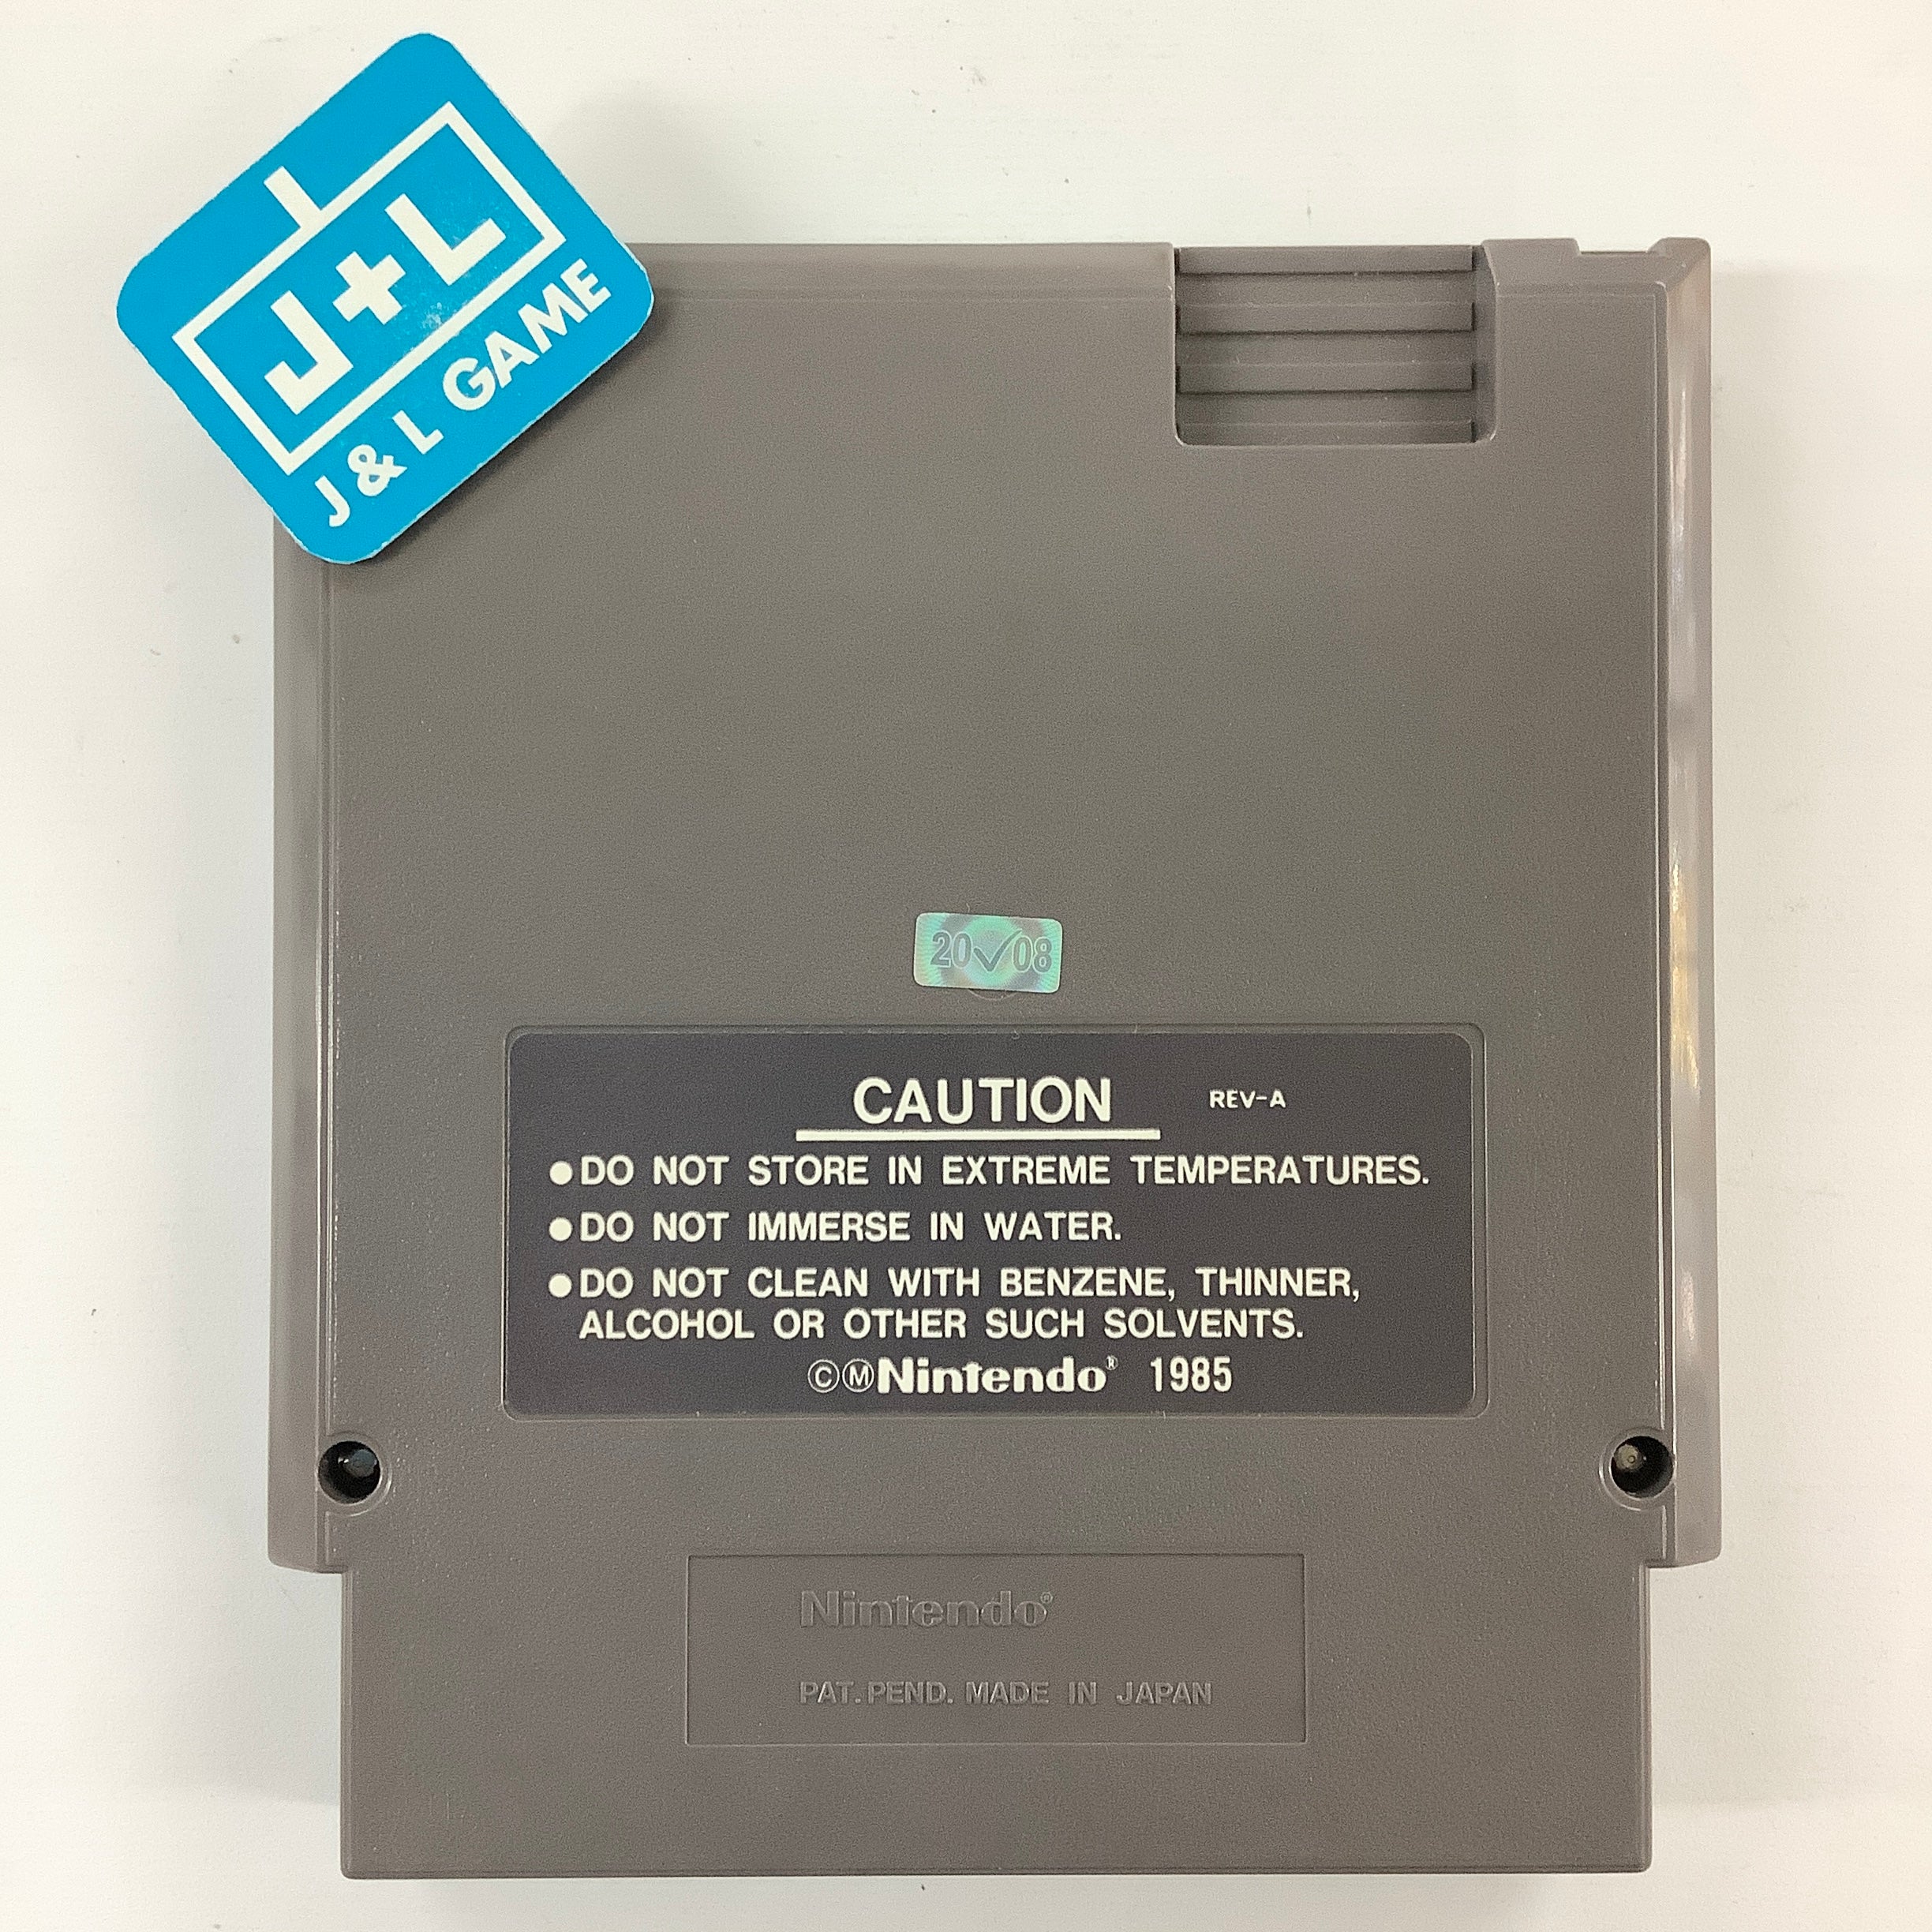 J+L
J & L GAME
20✓08
CAUTION REV-A
●DO NOT STORE IN EXTREME TEMPERATURES.
●DO NOT IMMERSE IN WATER.
●DO NOT CLEAN WITH BENZENE, THINNER,
ALCOHOL OR OTHER SUCH SOLVENTS.
©ⓂNintendo® 1985
Nintendo®
PAT. PEND. MADE IN JAPAN